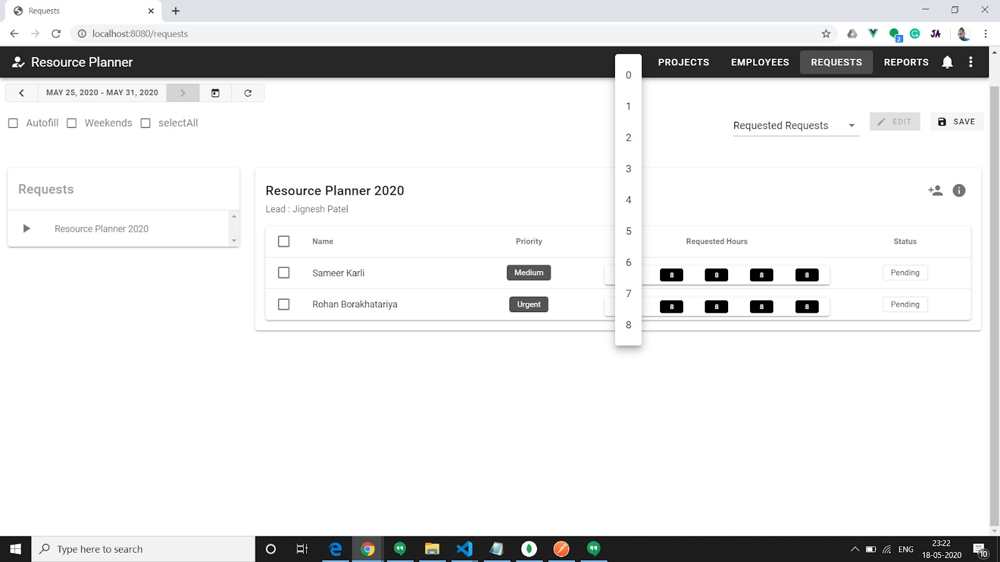 Requests
localhost:8080/requests
2
JA
Resource Planner
PROJECTS
EMPLOYEES
REQUESTS
REPORTS
MAY 25, 2020 - MAY 31, 2020
Autofill
Weekends
selectAll
Requested Requests
EDIT
SAVE
0
1
2
3
4
5
6
7
8
Requests
Resource Planner 2020
Resource Planner 2020
Lead : Jignesh Patel
Name Priority Requested Hours Status
Sameer Karli Medium 8 8 8 8 Pending
Rohan Borakhatariya Urgent 8 8 8 8 Pending
Type here to search
ENG
23:22
18-05-2020
10